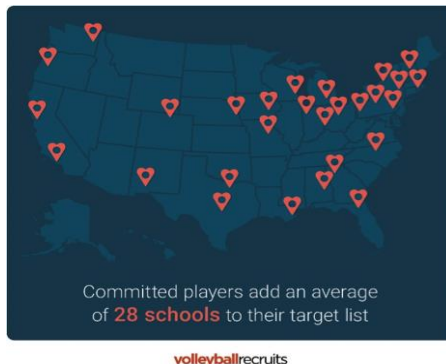 Committed players add an average
of 28 schools to their target list
volleyballrecruits